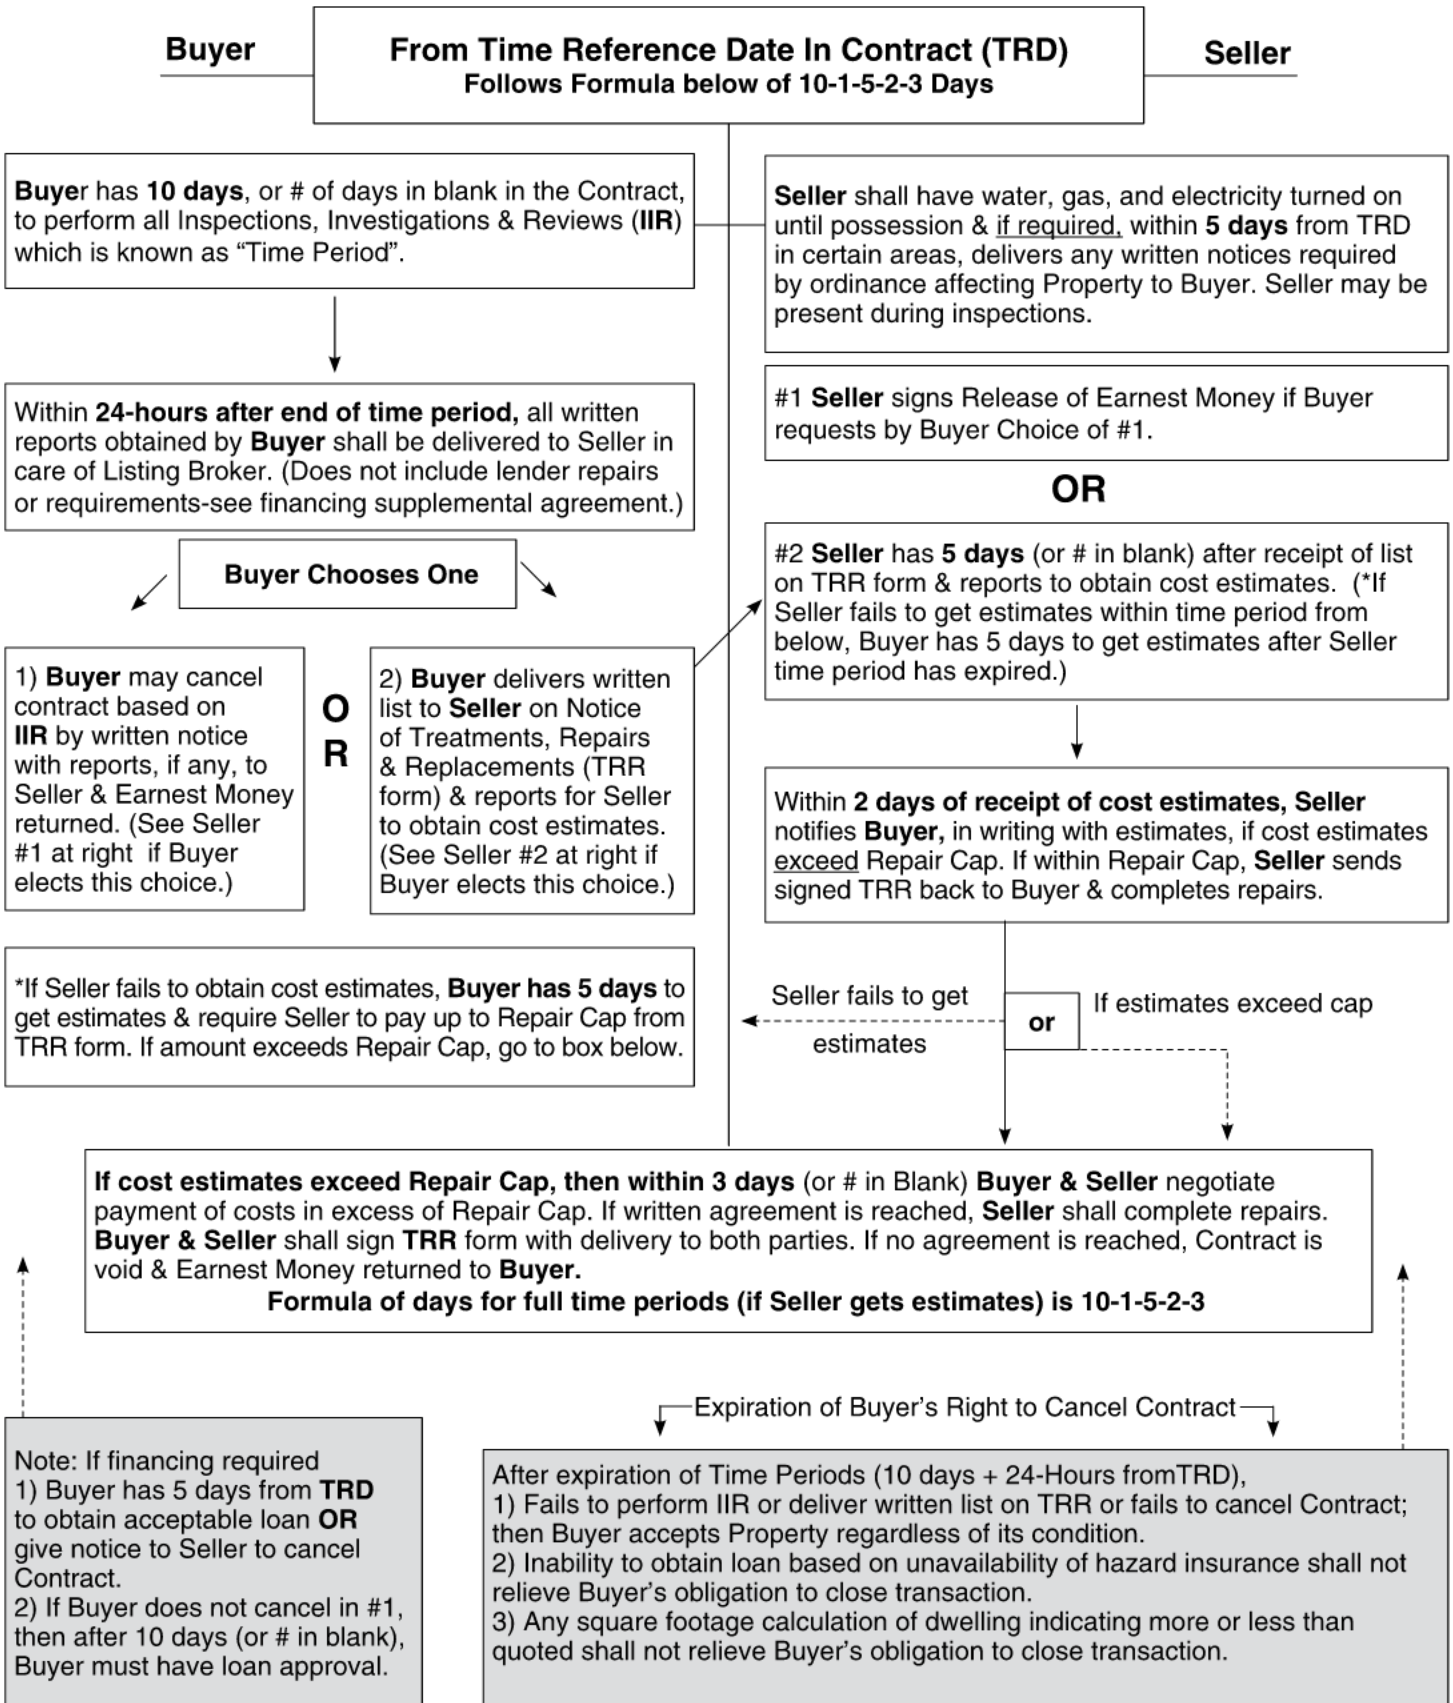 Buyer
From Time Reference Date In Contract (TRD)
Follows Formula below of 10-1-5-2-3 Days
Seller
Buyer has 10 days, or # of days in blank in the Contract,
to perform all Inspections, Investigations & Reviews (IIR)
which is known as “Time Period”.
Seller shall have water, gas, and electricity turned on
until possession & if required, within 5 days from TRD
in certain areas, delivers any written notices required
by ordinance affecting Property to Buyer. Seller may be
present during inspections.
Within 24-hours after end of time period, all written
reports obtained by Buyer shall be delivered to Seller in
care of Listing Broker. (Does not include lender repairs
or requirements-see financing supplemental agreement.)
#1 Seller signs Release of Earnest Money if Buyer
requests by Buyer Choice of #1.
OR
Buyer Chooses One
#2 Seller has 5 days (or # in blank) after receipt of list
on TRR form & reports to obtain cost estimates. (*If
Seller fails to get estimates within time period from
below, Buyer has 5 days to get estimates after Seller
time period has expired.)
1) Buyer may cancel
contract based on
IIR by written notice
with reports, if any, to
Seller & Earnest Money
returned. (See Seller
#1 at right if Buyer
elects this choice.)
O
R
2) Buyer delivers written
list to Seller on Notice
of Treatments, Repairs
& Replacements (TRR
form) & reports for Seller
to obtain cost estimates.
(See Seller #2 at right if
Buyer elects this choice.)
Within 2 days of receipt of cost estimates, Seller
notifies Buyer, in writing with estimates, if cost estimates
exceed Repair Cap. If within Repair Cap, Seller sends
signed TRR back to Buyer & completes repairs.
*If Seller fails to obtain cost estimates, Buyer has 5 days to
get estimates & require Seller to pay up to Repair Cap from
TRR form. If amount exceeds Repair Cap, go to box below.
Seller fails to get
estimates
or
If estimates exceed cap
If cost estimates exceed Repair Cap, then within 3 days (or # in Blank) Buyer & Seller negotiate
payment of costs in excess of Repair Cap. If written agreement is reached, Seller shall complete repairs.
Buyer & Seller shall sign TRR form with delivery to both parties. If no agreement is reached, Contract is
void & Earnest Money returned to Buyer.
Formula of days for full time periods (if Seller gets estimates) is 10-1-5-2-3
Note: If financing required
1) Buyer has 5 days from TRD
to obtain acceptable loan OR
give notice to Seller to cancel
Contract.
2) If Buyer does not cancel in #1,
then after 10 days (or # in blank),
Buyer must have loan approval.
Expiration of Buyer’s Right to Cancel Contract
After expiration of Time Periods (10 days + 24-Hours fromTRD),
1) Fails to perform IIR or deliver written list on TRR or fails to cancel Contract;
then Buyer accepts Property regardless of its condition.
2) Inability to obtain loan based on unavailability of hazard insurance shall not
relieve Buyer’s obligation to close transaction.
3) Any square footage calculation of dwelling indicating more or less than
quoted shall not relieve Buyer’s obligation to close transaction.